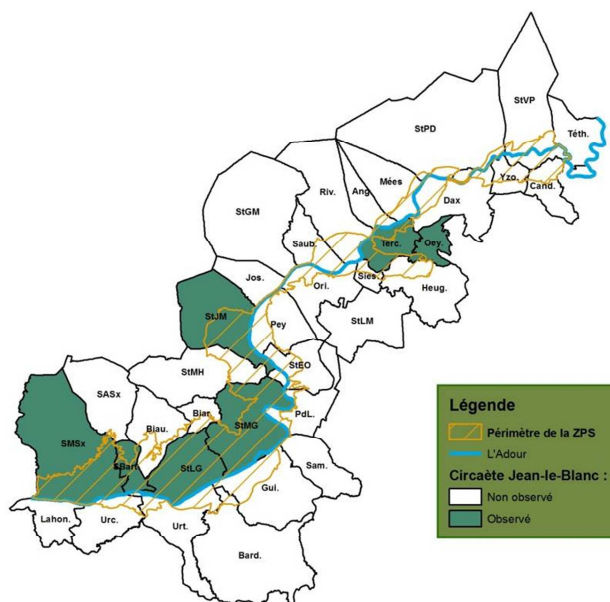 StVP
StPD
Téth.
Riv.
Ang.
Mées
Yzo.
Cand.
StGM
Dax
Saub.
Terc.
Oey.
Jos.
Ori.
Sies.
Heug.
StJM
Pey
StLM
StMH
StEO
SASx
Biar.
Biau.
StMG
PdL.
SMSx
SBart.
StLG
Sam.
Gui.
Lahon.
Urc.
Urt.
Bard.
Légende
Périmètre de la ZPS
L'Adour
Circaète Jean-le-Blanc :
Non observé
Observé